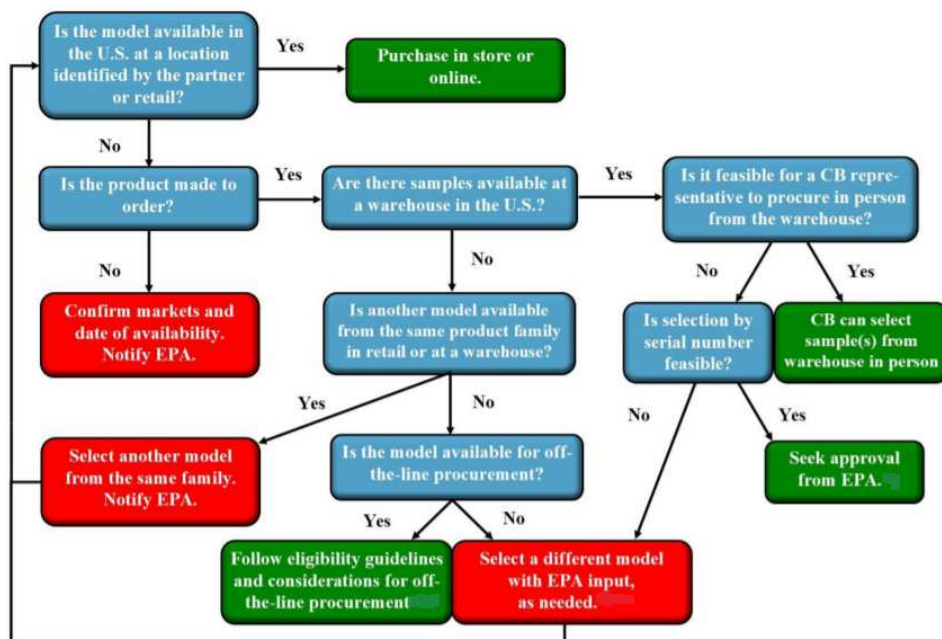 Is the model available in
the U.S. at a location
identified by the partner
or retail?
Yes
Purchase in store or
online.
No
Is the product made to
order?
Yes
Are there samples available at
a warehouse in the U.S.?
Yes
Is it feasible for a CB repre-
sentative to procure in person
from the warehouse?
No
Confirm markets and
date of availability.
Notify EPA.
No
Is another model available
from the same product family
in retail or at a warehouse?
No
Is selection by
serial number
feasible?
Yes
CB can select
sample(s) from
warehouse in person
Yes
Select another model
from the same family.
Notify EPA.
No
Is the model available for off-
the-line procurement?
No
Yes
Seek approval
from EPA.
Yes
Follow eligibility guidelines
and considerations for off-
the-line procurement
No
Select a different model
with EPA input,
as needed.